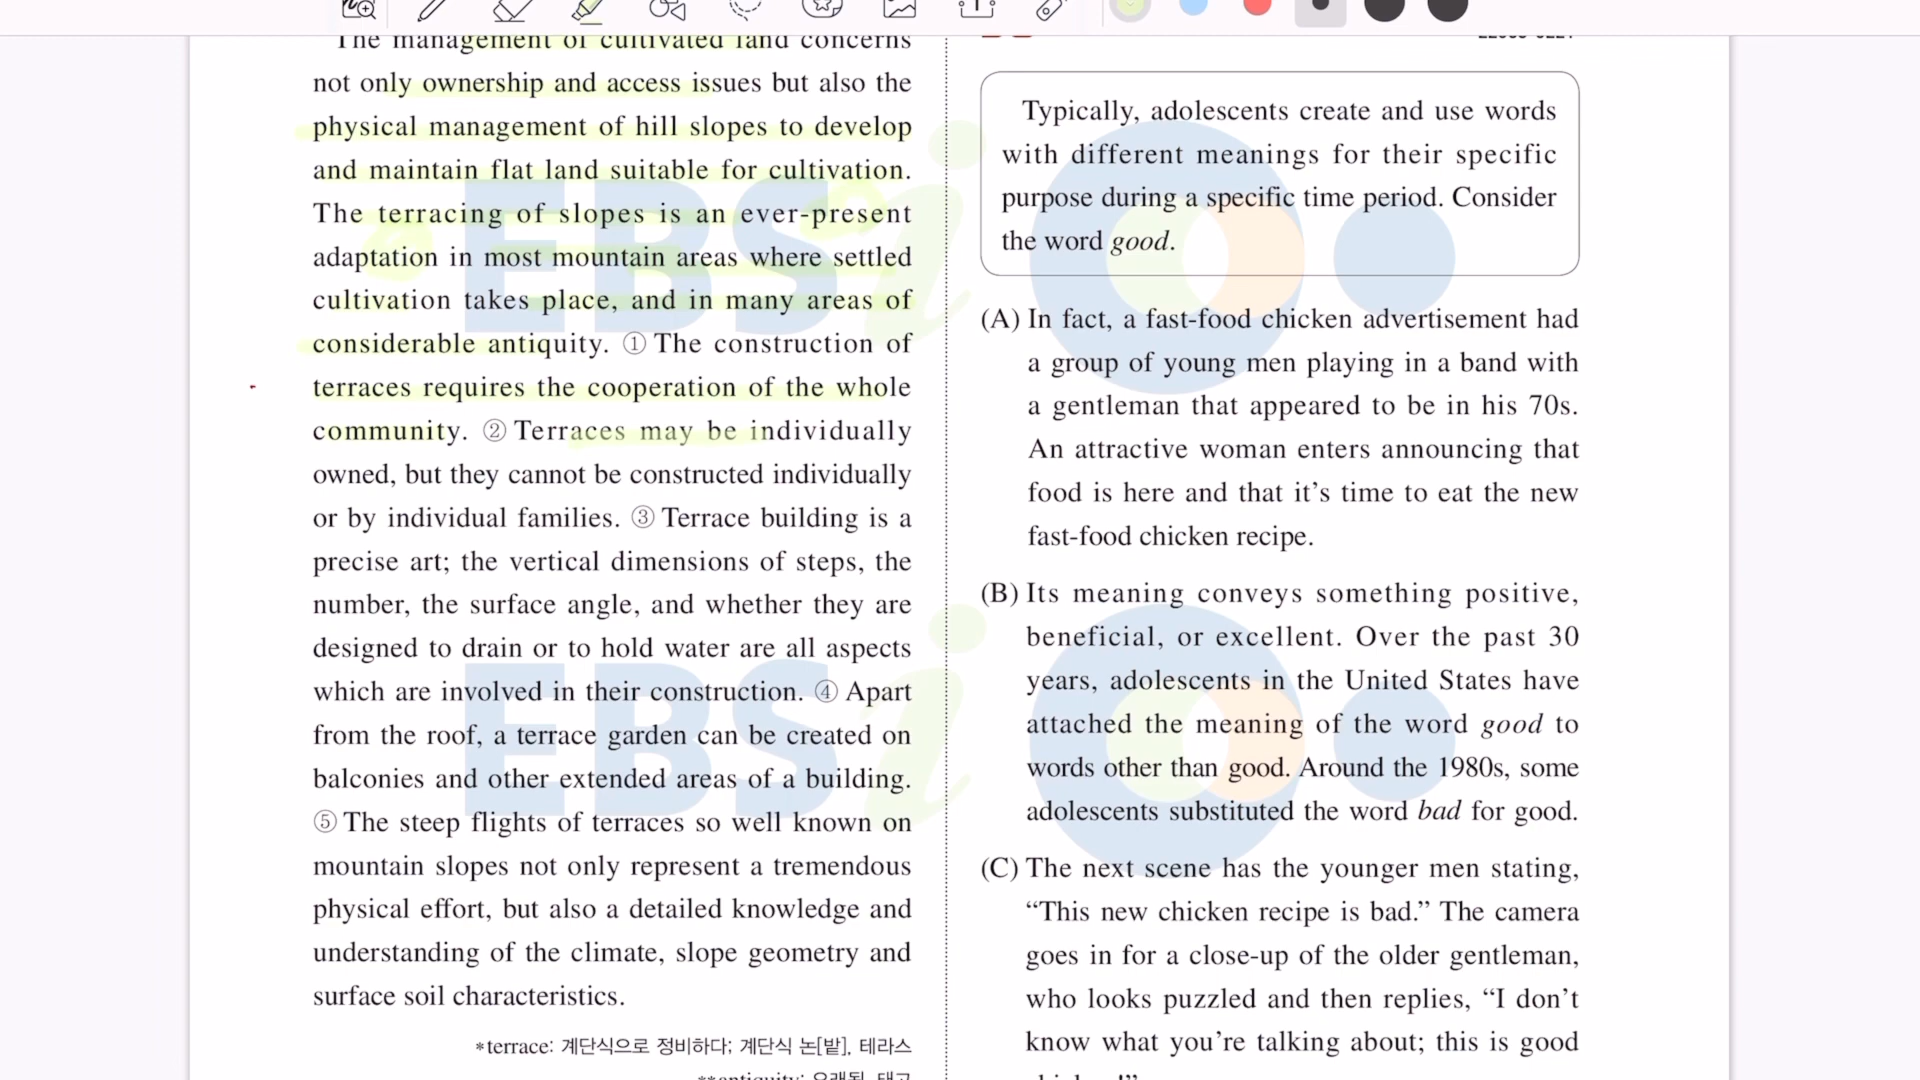 The management of cultivated land concerns
not only ownership and access issues but also the
physical management of hill slopes to develop
and maintain flat land suitable for cultivation.
The terracing of slopes is an ever-present
adaptation in most mountain areas where settled
cultivation takes place, and in many areas of
considerable antiquity. ① The construction of
terraces requires the cooperation of the whole
community. ② Terraces may be individually
owned, but they cannot be constructed individually
or by individual families. ③ Terrace building is a
precise art; the vertical dimensions of steps, the
number, the surface angle, and whether they are
designed to drain or to hold water are all aspects
which are involved in their construction. ④ Apart
from the roof, a terrace garden can be created on
balconies and other extended areas of a building.
⑤ The steep flights of terraces so well known on
mountain slopes not only represent a tremendous
physical effort, but also a detailed knowledge and
understanding of the climate, slope geometry and
surface soil characteristics.
*terrace: 계단식으로 정비하다; 계단식 논[밭], 테라스
**antiquity: 오래됨, 태고
Typically, adolescents create and use words
with different meanings for their specific
purpose during a specific time period. Consider
the word good.
(A) In fact, a fast-food chicken advertisement had
a group of young men playing in a band with
a gentleman that appeared to be in his 70s.
An attractive woman enters announcing that
food is here and that it’s time to eat the new
fast-food chicken recipe.
(B) Its meaning conveys something positive,
beneficial, or excellent. Over the past 30
years, adolescents in the United States have
attached the meaning of the word good to
words other than good. Around the 1980s, some
adolescents substituted the word bad for good.
(C) The next scene has the younger men stating,
“This new chicken recipe is bad.” The camera
goes in for a close-up of the older gentleman,
who looks puzzled and then replies, “I don’t
know what you’re talking about; this is good
EBSi
EBSi